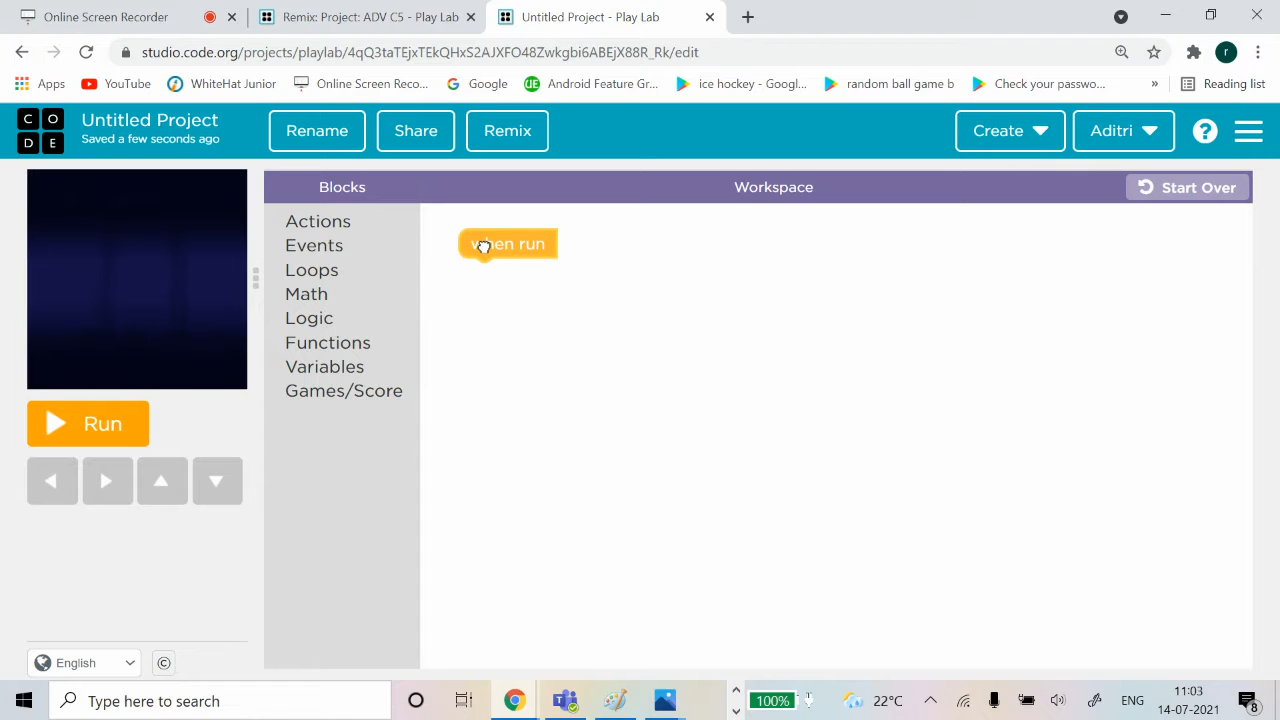 Online Screen Recorder
Remix: Project: ADV C5 - Play Lab
Untitled Project - Play Lab
studio.code.org/projects/playlab/4qQ3taTEjxTEkQHxS2AJXFO48Zwkgbi6ABEjX88R_Rk/edit
r
Apps
YouTube
WhiteHat Junior
Online Screen Reco...
Google
Android Feature Gr...
ice hockey - Googl...
random ball game b
Check your passwo...
»
Reading list
CODE
Untitled Project
Saved a few seconds ago
Rename
Share
Remix
Create
Aditri
?
Blocks
Workspace
Start Over
Actions
Events
Loops
Math
Logic
Functions
Variables
Games/Score
when run
Run
English
©
Type here to search
100%
22°C
ENG
11:03
14-07-2021
8